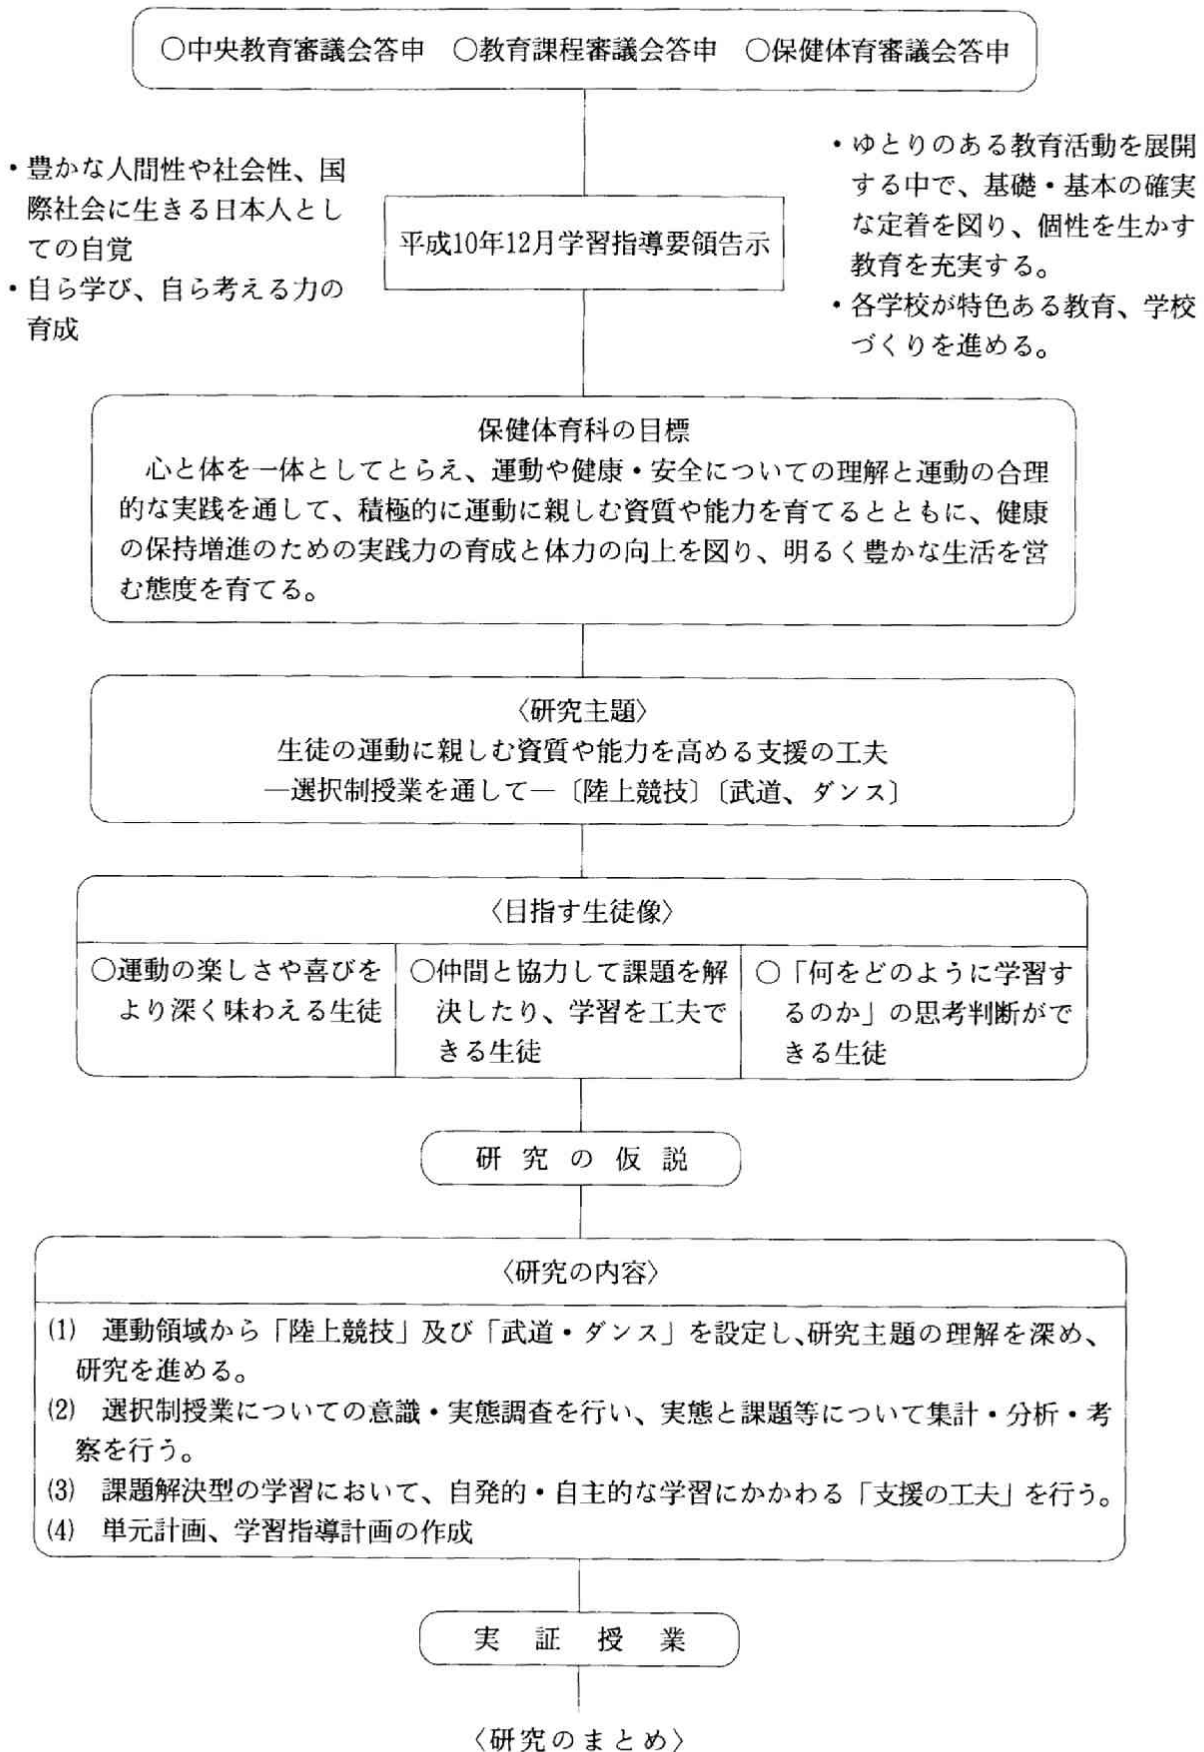 ○中央教育審議会答申　○教育課程審議会答申　○保健体育審議会答申
・豊かな人間性や社会性、国
際社会に生きる日本人とし
ての自覚
・自ら学び、自ら考える力の
育成
平成10年12月学習指導要領告示
・ゆとりのある教育活動を展開
する中で、基礎・基本の確実
な定着を図り、個性を生かす
教育を充実する。
・各学校が特色ある教育、学校
づくりを進める。
保健体育科の目標
心と体を一体としてとらえ、運動や健康・安全についての理解と運動の合理
的な実践を通して、積極的に運動に親しむ資質や能力を育てるとともに、健康
の保持増進のための実践力の育成と体力の向上を図り、明るく豊かな生活を営
む態度を育てる。
〈研究主題〉
生徒の運動に親しむ資質や能力を高める支援の工夫
―選択制授業を通して―〔陸上競技〕〔武道、ダンス〕
〈目指す生徒像〉
○運動の楽しさや喜びを
より深く味わえる生徒
○仲間と協力して課題を解
決したり、学習を工夫で
きる生徒
○「何をどのように学習す
るのか」の思考判断がで
きる生徒
研究の仮説
〈研究の内容〉
(1)　運動領域から「陸上競技」及び「武道・ダンス」を設定し、研究主題の理解を深め、
研究を進める。
(2)　選択制授業についての意識・実態調査を行い、実態と課題等について集計・分析・考
察を行う。
(3)　課題解決型の学習において、自発的・自主的な学習にかかわる「支援の工夫」を行う。
(4)　単元計画、学習指導計画の作成
実証授業
〈研究のまとめ〉